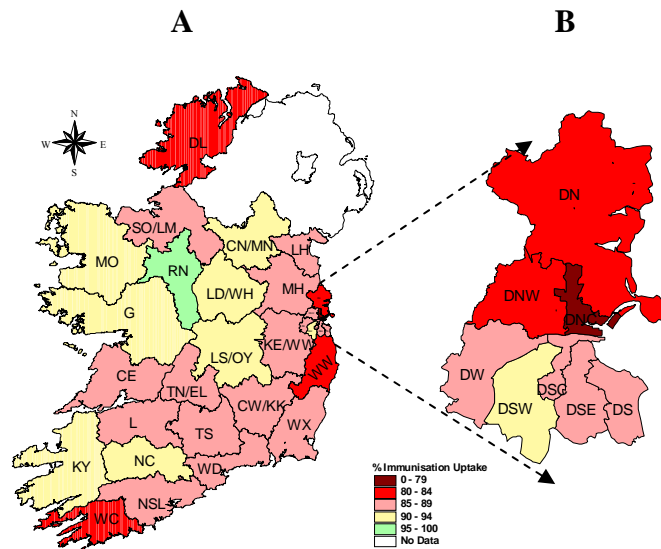 A
B
N
W E
S
DL
SO/LM
CN/MN
LH
MO
RN
LD/WH
MH
G
LS/OY
KE/WW
WW
CE
TN/EL
CW/KK
L
TS
WX
KY
NC
WD
NSL
WC
DN
DNW
DNC
DW
DSC
DSW
DSE
DS
% Immunisation Uptake
0 - 79
80 - 84
85 - 89
90 - 94
95 - 100
No Data